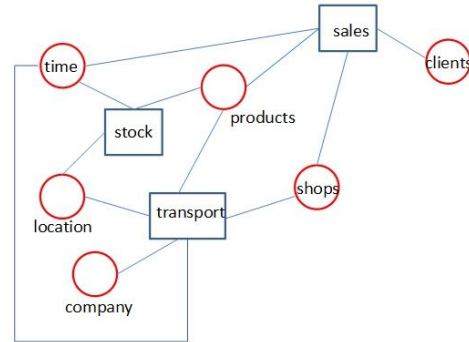 sales
time
clients
products
stock
shops
transport
location
company